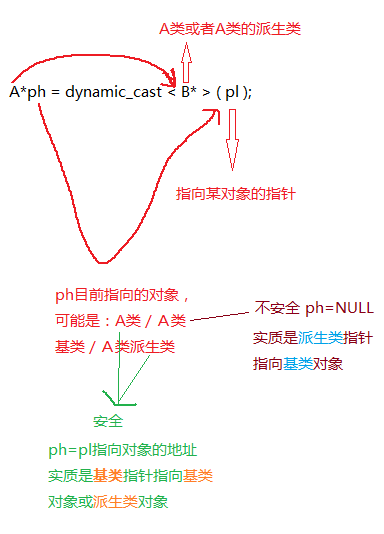 A类或者A类的派生类
A*ph = dynamic_cast < B* > ( pl );
指向某对象的指针
ph目前指向的对象，
可能是：A类 / A类
基类 / A类派生类
不安全 ph=NULL
实质是派生类指针
指向基类对象
安全
ph=pl指向对象的地址
实质是基类指针指向基类
对象或派生类对象